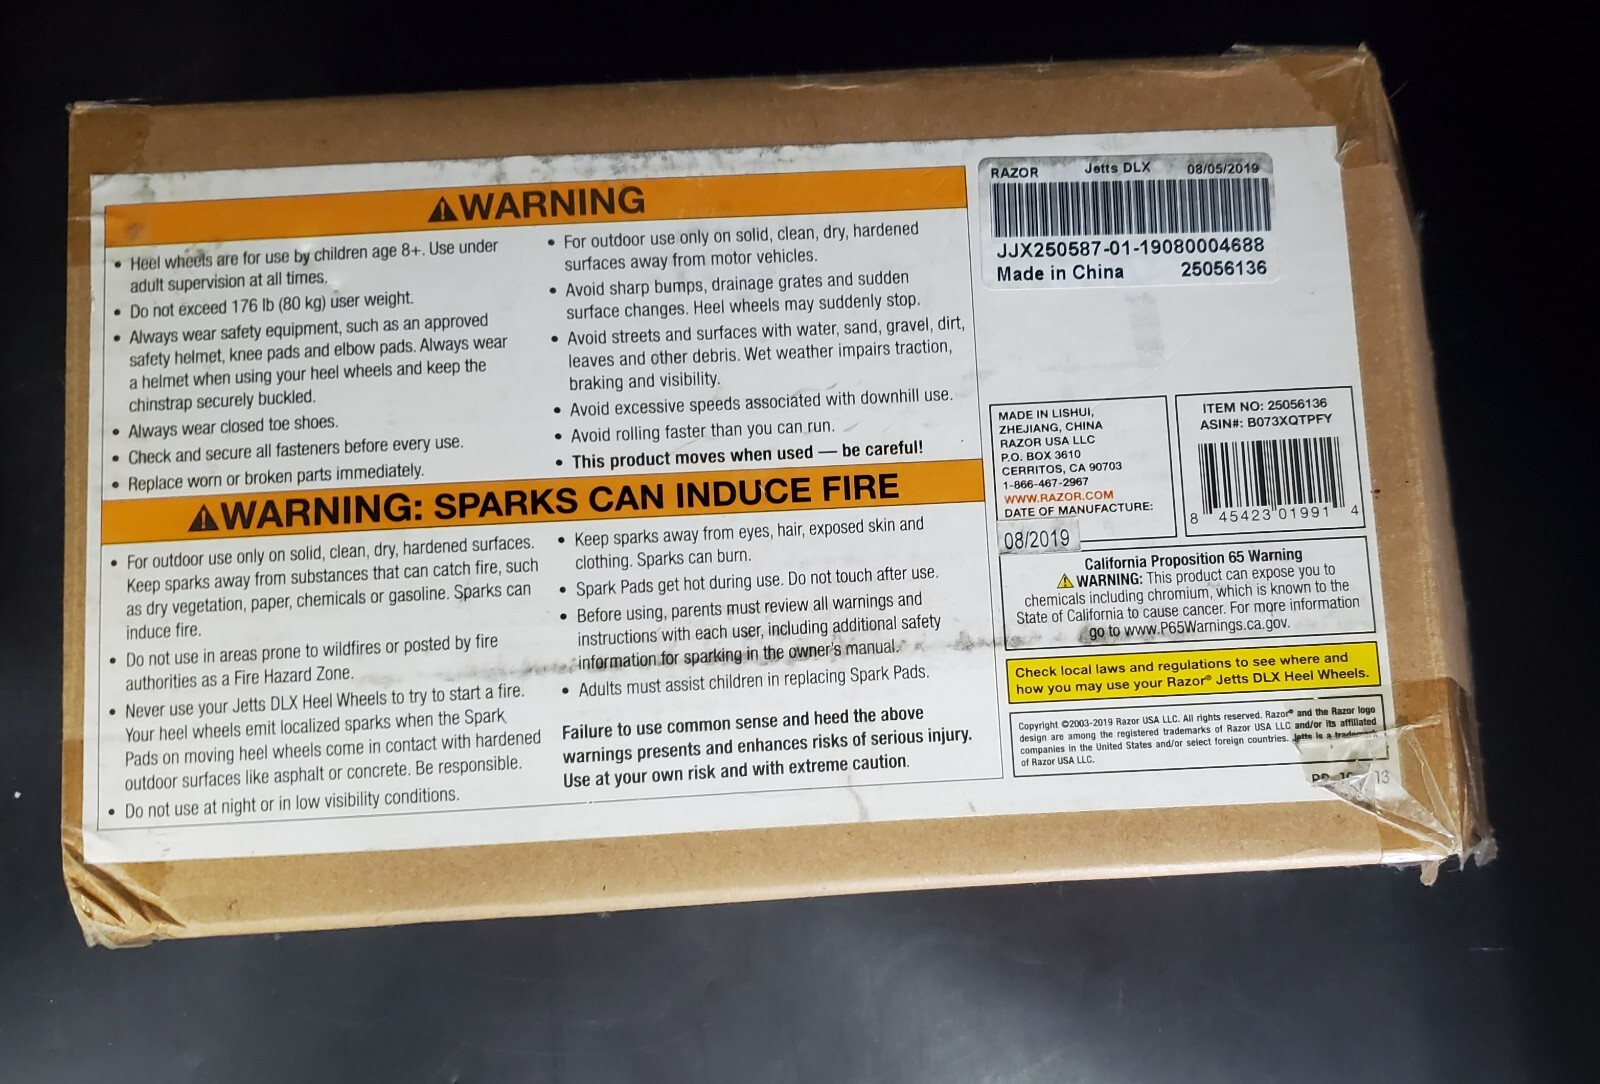 ⚠WARNING
• Heel wheels are for use by children age 8+. Use under
adult supervision at all times.
• Do not exceed 176 lb (80 kg) user weight.
• Always wear safety equipment, such as an approved
safety helmet, knee pads and elbow pads. Always wear
a helmet when using your heel wheels and keep the
chinstrap securely buckled.
• Always wear closed toe shoes.
• Check and secure all fasteners before every use.
• Replace worn or broken parts immediately.
• For outdoor use only on solid, clean, dry, hardened
surfaces away from motor vehicles.
• Avoid sharp bumps, drainage grates and sudden
surface changes. Heel wheels may suddenly stop.
• Avoid streets and surfaces with water, sand, gravel, dirt,
leaves and other debris. Wet weather impairs traction,
braking and visibility.
• Avoid excessive speeds associated with downhill use.
• Avoid rolling faster than you can run.
• This product moves when used — be careful!
⚠WARNING: SPARKS CAN INDUCE FIRE
• For outdoor use only on solid, clean, dry, hardened surfaces.
Keep sparks away from substances that can catch fire, such
as dry vegetation, paper, chemicals or gasoline. Sparks can
induce fire.
• Do not use in areas prone to wildfires or posted by fire
authorities as a Fire Hazard Zone.
• Never use your Jetts DLX Heel Wheels to try to start a fire.
Your heel wheels emit localized sparks when the Spark
Pads on moving heel wheels come in contact with hardened
outdoor surfaces like asphalt or concrete. Be responsible.
• Do not use at night or in low visibility conditions.
• Keep sparks away from eyes, hair, exposed skin and
clothing. Sparks can burn.
• Spark Pads get hot during use. Do not touch after use.
• Before using, parents must review all warnings and
instructions with each user, including additional safety
information for sparking in the owner's manual.
• Adults must assist children in replacing Spark Pads.
Failure to use common sense and heed the above
warnings presents and enhances risks of serious injury.
Use at your own risk and with extreme caution.
RAZOR Jetts DLX 08/05/2019
JJX250587-01-19080004688
Made in China 25056136
MADE IN LISHUI,
ZHEJIANG, CHINA
RAZOR USA LLC
P.O. BOX 3610
CERRITOS, CA 90703
1-866-467-2967
WWW.RAZOR.COM
DATE OF MANUFACTURE:
08/2019
ITEM NO: 25056136
ASIN#: B073XQTPFY
8 45423 01991 4
California Proposition 65 Warning
⚠ WARNING: This product can expose you to
chemicals including chromium, which is known to the
State of California to cause cancer. For more information
go to www.P65Warnings.ca.gov.
Check local laws and regulations to see where and
how you may use your Razor® Jetts DLX Heel Wheels.
Copyright ©2003-2019 Razor USA LLC. All rights reserved. Razor® and the Razor logo
design are among the registered trademarks of Razor USA LLC and/or its affiliated
companies in the United States and/or select foreign countries. Jetts is a trademark
of Razor USA LLC.